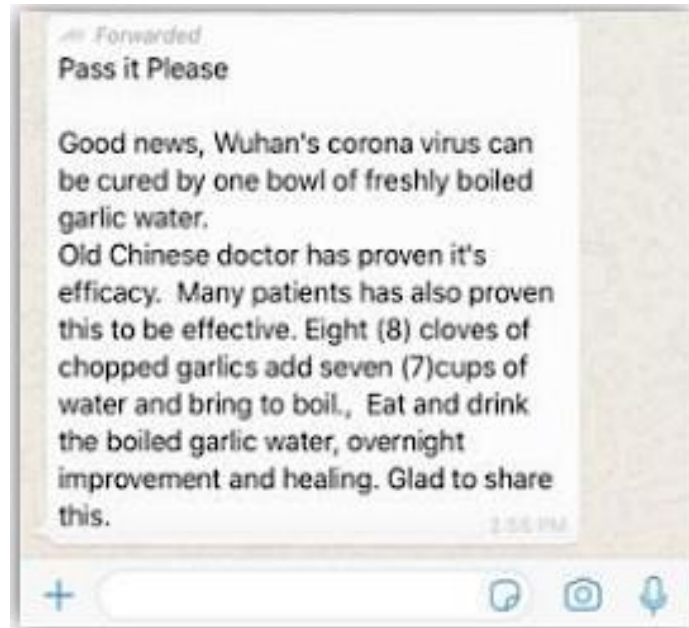 Forwarded
Pass it Please
Good news, Wuhan's corona virus can
be cured by one bowl of freshly boiled
garlic water.
Old Chinese doctor has proven it's
efficacy. Many patients has also proven
this to be effective. Eight (8) cloves of
chopped garlics add seven (7)cups of
water and bring to boil., Eat and drink
the boiled garlic water, overnight
improvement and healing. Glad to share
this.